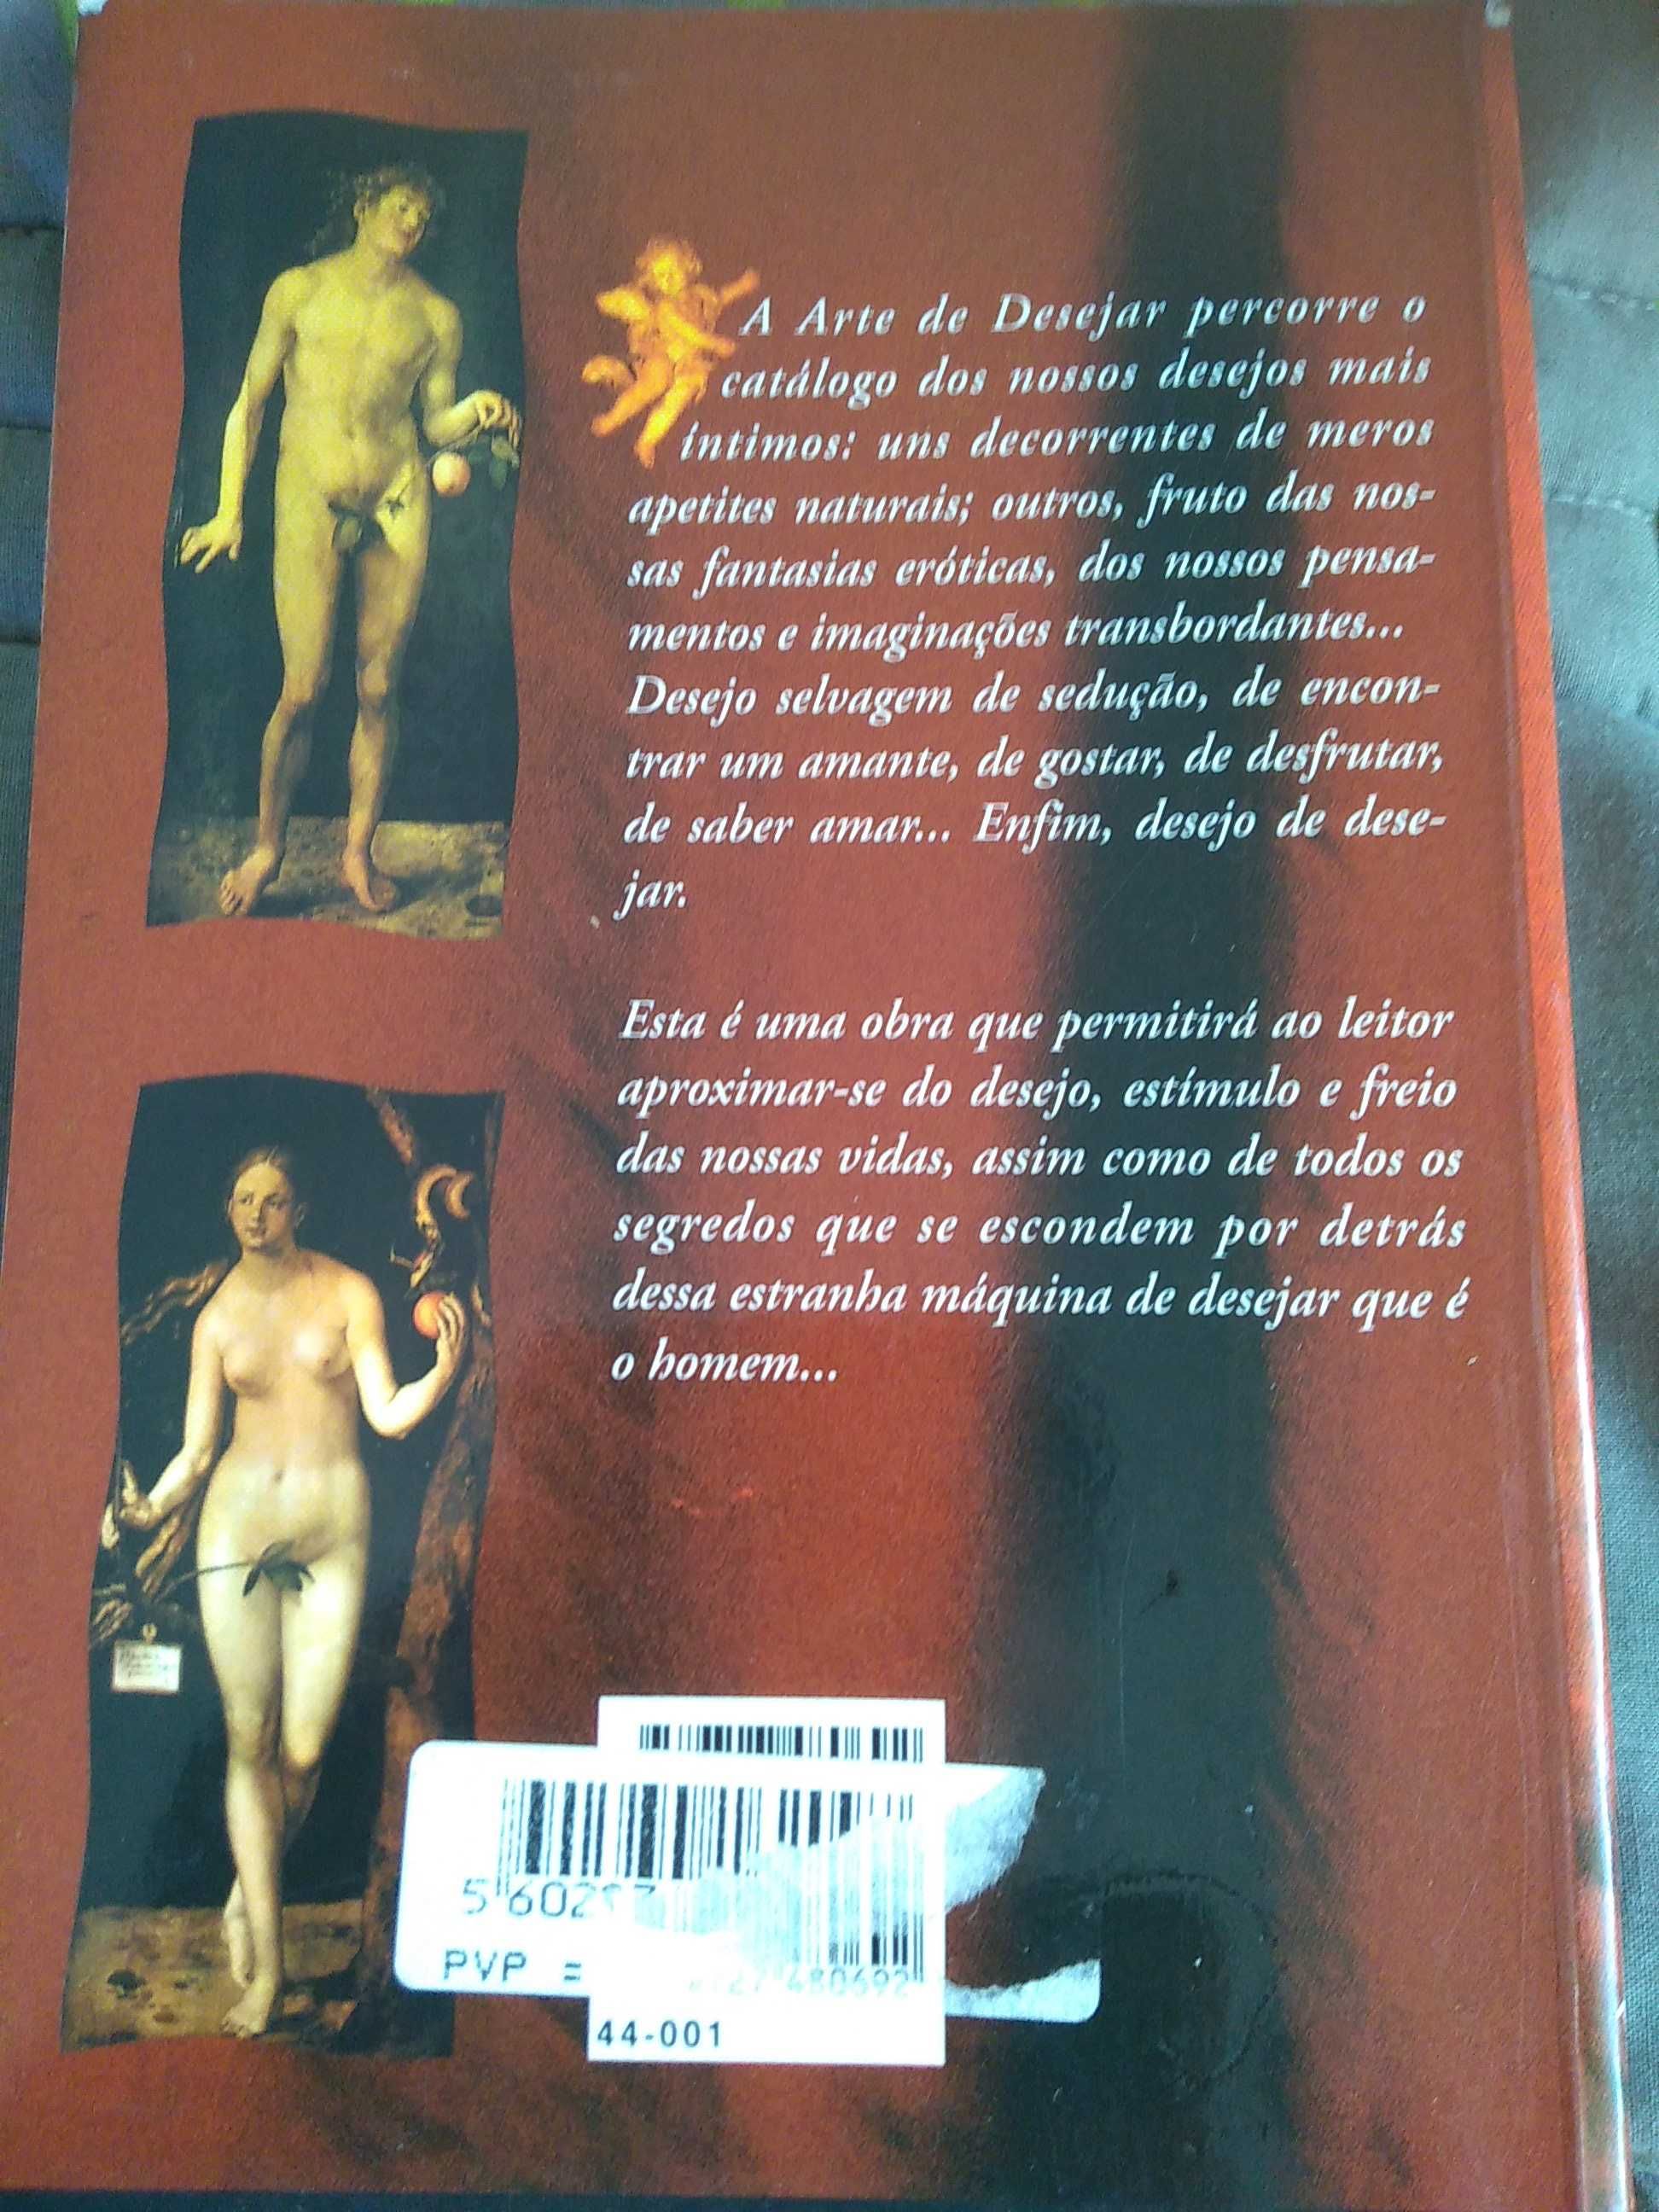 A Arte de Desejar percorre o
catálogo dos nossos desejos mais
íntimos: uns decorrentes de meros
apetites naturais; outros, fruto das nos-
sas fantasias eróticas, dos nossos pensa-
mentos e imaginações transbordantes...
Desejo selvagem de sedução, de encon-
trar um amante, de gostar, de desfrutar,
de saber amar... Enfim, desejo de dese-
jar.
Esta é uma obra que permitirá ao leitor
aproximar-se do desejo, estímulo e freio
das nossas vidas, assim como de todos os
segredos que se escondem por detrás
dessa estranha máquina de desejar que é
o homem...
PVP =
44-001